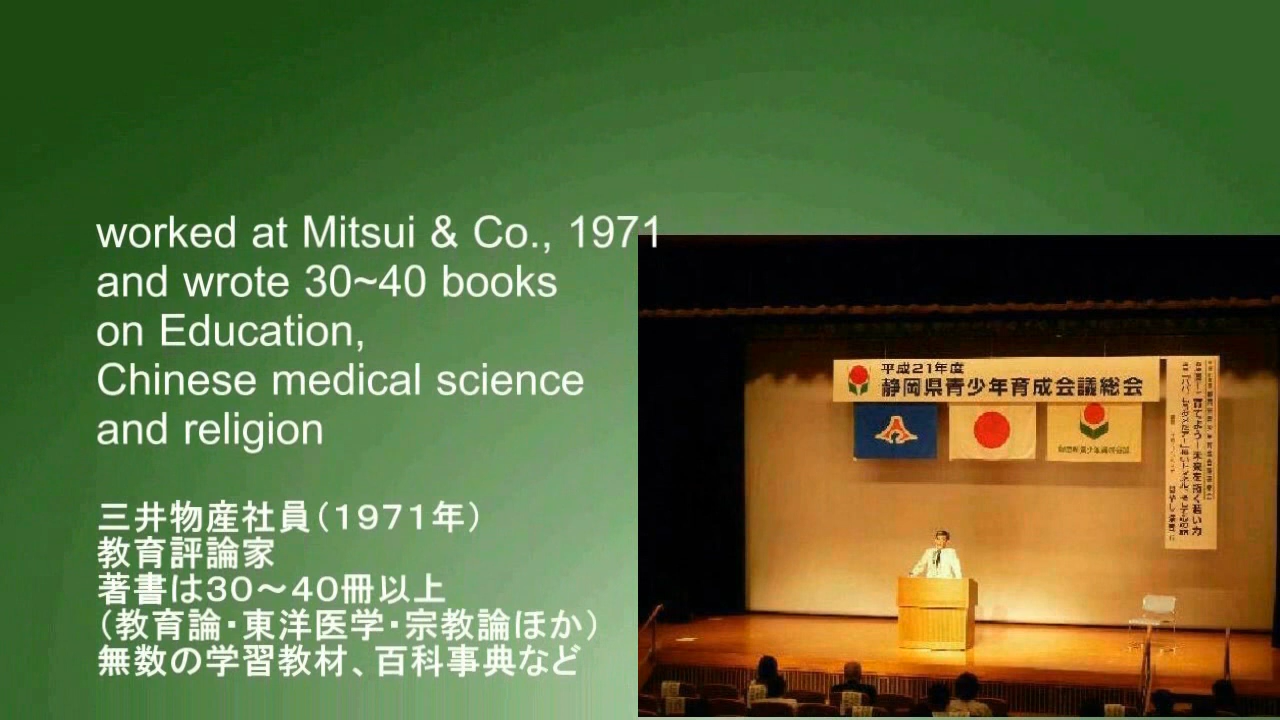 worked at Mitsui & Co., 1971
and wrote 30~40 books
on Education,
Chinese medical science
and religion
三井物産社員（１９７１年）
教育評論家
著書は３０～４０冊以上
（教育論・東洋医学・宗教論ほか）
無数の学習教材、百科事典など
平成21年度
静岡県青少年育成会議総会